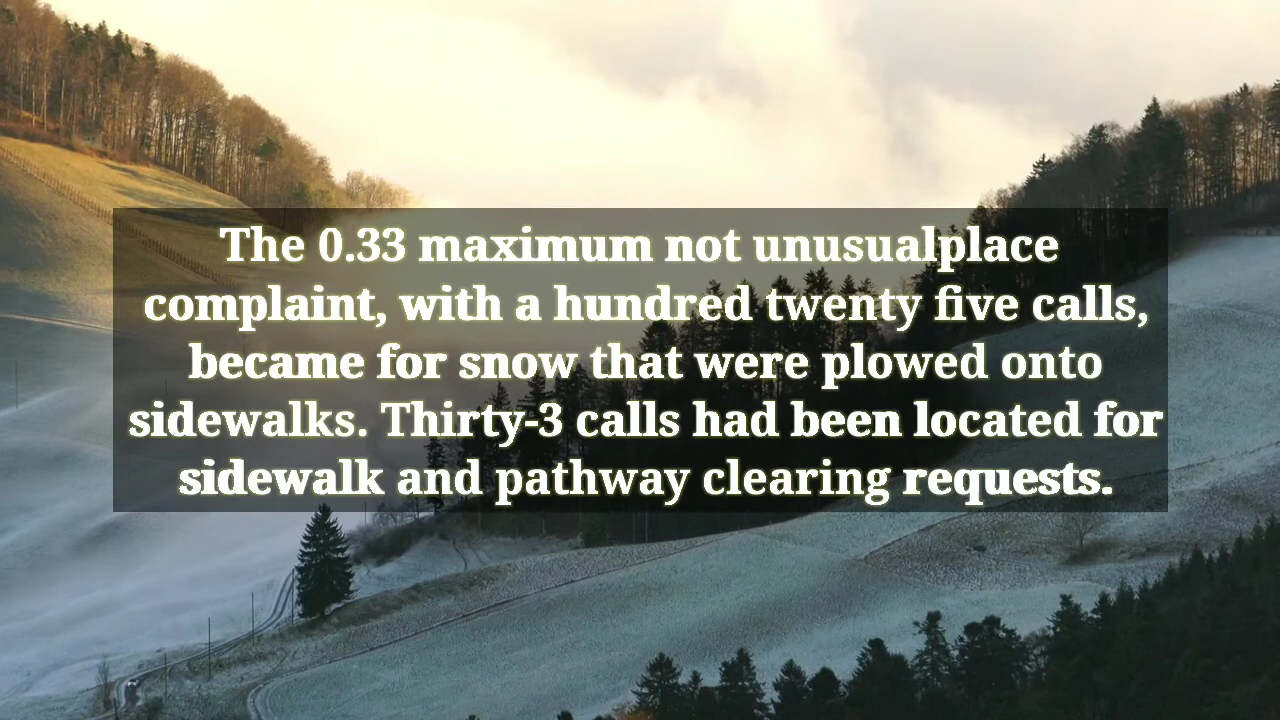 The 0.33 maximum not unusualplace
complaint, with a hundred twenty five calls,
became for snow that were plowed onto
sidewalks. Thirty-3 calls had been located for
sidewalk and pathway clearing requests.